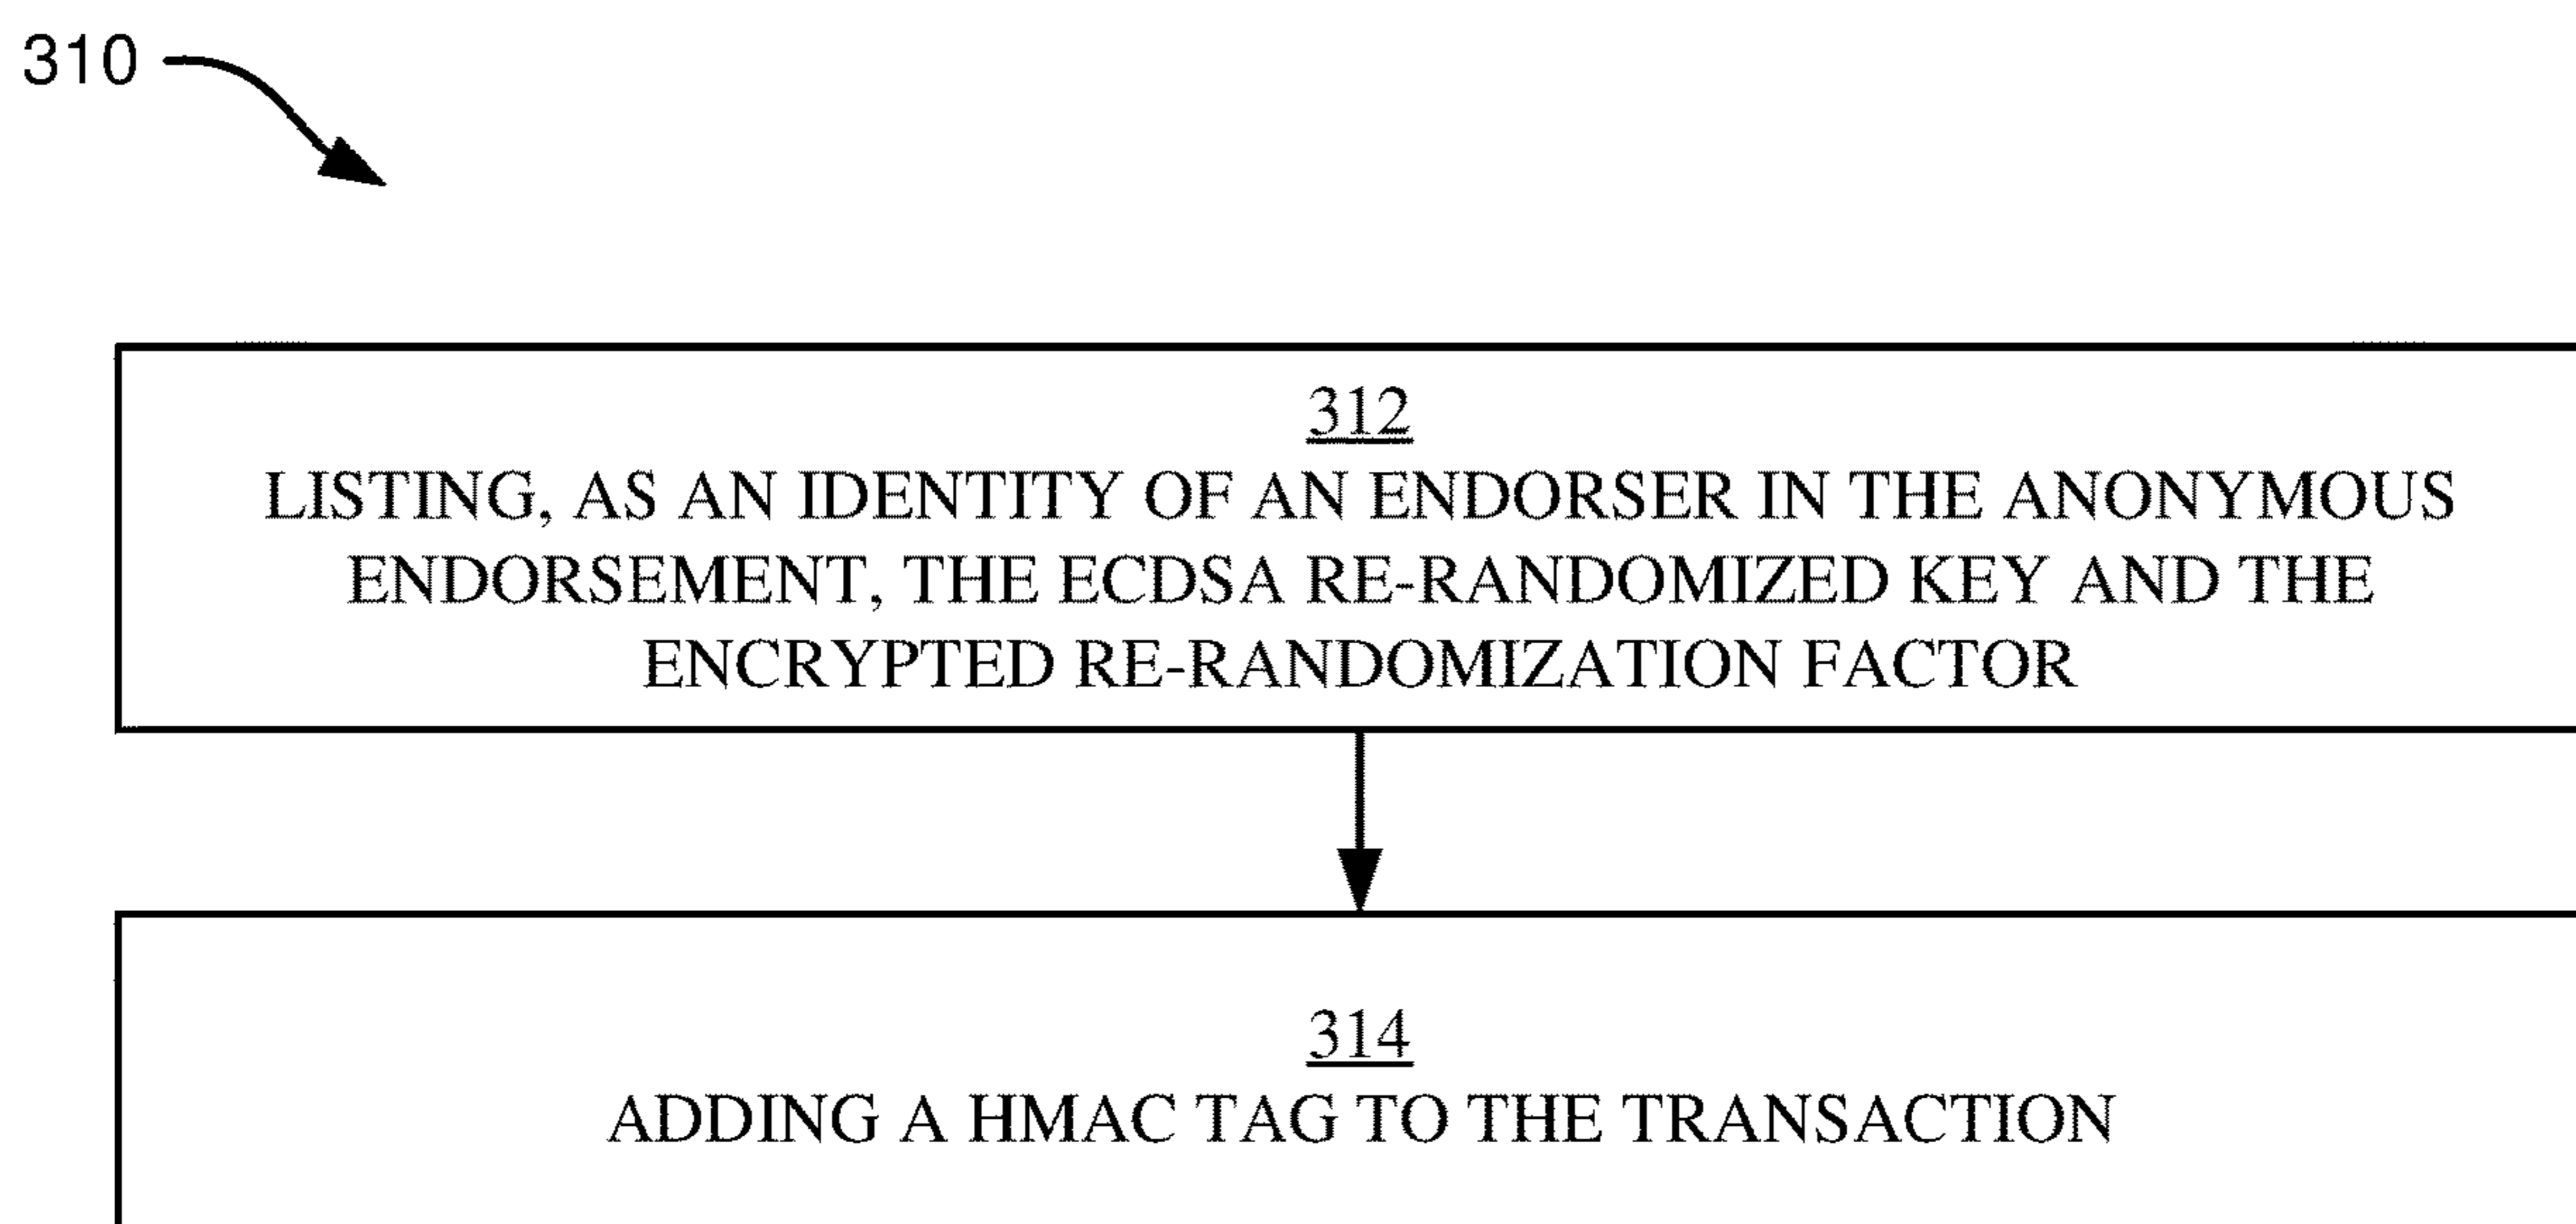 310
312
LISTING, AS AN IDENTITY OF AN ENDORSER IN THE ANONYMOUS
ENDORSEMENT, THE ECDSA RE-RANDOMIZED KEY AND THE
ENCRYPTED RE-RANDOMIZATION FACTOR
314
ADDING A HMAC TAG TO THE TRANSACTION